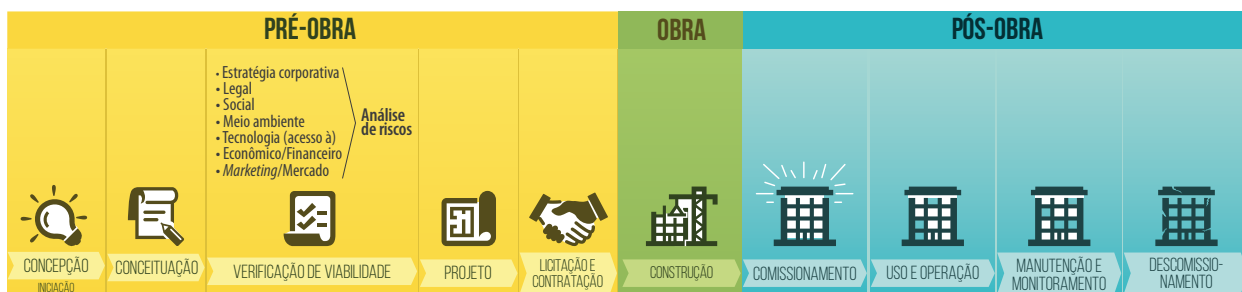 PRÉ-OBRA
OBRA
PÓS-OBRA
• Estratégia corporativa
• Legal
• Social
• Meio ambiente
• Tecnologia (acesso à)
• Econômico/Financeiro
• Marketing/Mercado
Análise
de riscos
CONCEPÇÃO
INICIAÇÃO
CONCEITUAÇÃO
VERIFICAÇÃO DE VIABILIDADE
PROJETO
LICITAÇÃO E
CONTRATAÇÃO
CONSTRUÇÃO
COMISSIONAMENTO
USO E OPERAÇÃO
MANUTENÇÃO E
MONITORAMENTO
DESCOMISSIO-
NAMENTO